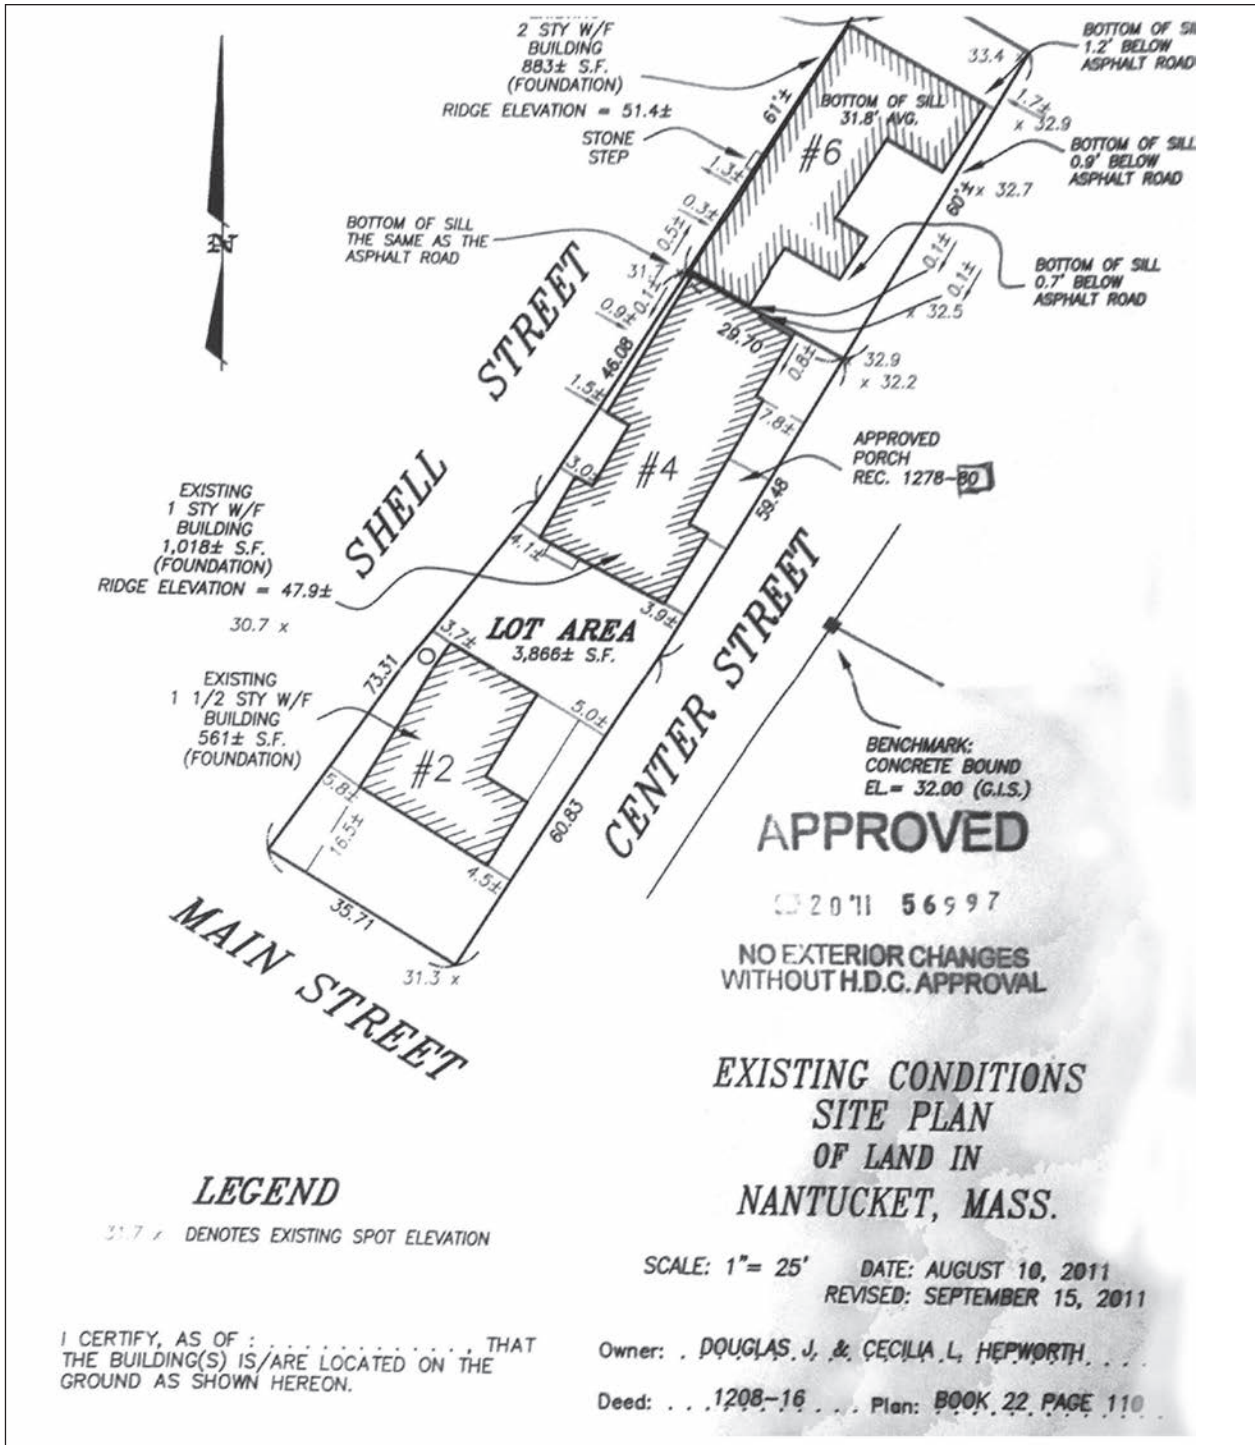 2 STY W/F
BUILDING
883± S.F.
(FOUNDATION)
RIDGE ELEVATION = 51.4±
STONE
STEP
BOTTOM OF SILL
THE SAME AS THE
ASPHALT ROAD
BOTTOM OF
1.2' BELOW
ASPHALT ROAD
33.4 x
1.7±
x 32.9
BOTTOM OF SILL
0.9' BELOW
ASPHALT ROAD
61'±
BOTTOM OF SILL
31.8' AVG.
#6
60'±
x 32.7
1.3±
0.3±
0.5±
31.7
0.1±
0.9±
0.1±
0.1±
BOTTOM OF SILL
0.7' BELOW
ASPHALT ROAD
x 32.5
29.70
0.8±
32.9
x 32.2
46.08
1.5±
7.8±
STREET
SHELL
APPROVED
PORCH
REC. 1278-80
#4
3.0±
59.48
EXISTING
1 STY W/F
BUILDING
1,018± S.F.
(FOUNDATION)
RIDGE ELEVATION = 47.9±
4.1±
3.9±
30.7 x
LOT AREA
3,866± S.F.
3.7±
73.31
EXISTING
1 1/2 STY W/F
BUILDING
561± S.F.
(FOUNDATION)
5.0±
#2
5.8±
16.5±
4.5±
60.83
35.71
CENTER STREET
MAIN STREET
31.3 x
BENCHMARK:
CONCRETE BOUND
EL.= 32.00 (G.I.S.)
APPROVED
20'11 56997
NO EXTERIOR CHANGES
WITHOUT H.D.C. APPROVAL
EXISTING CONDITIONS
SITE PLAN
OF LAND IN
NANTUCKET, MASS.
LEGEND
31.7 x DENOTES EXISTING SPOT ELEVATION
SCALE: 1"= 25' DATE: AUGUST 10, 2011
REVISED: SEPTEMBER 15, 2011
I CERTIFY, AS OF : . . . . . . . . . . . . . , THAT
THE BUILDING(S) IS/ARE LOCATED ON THE
GROUND AS SHOWN HEREON.
Owner: . DOUGLAS J. & CECILIA L. HEPWORTH . . . .
Deed: . . . 1208-16 . . . . Plan: BOOK 22 PAGE 110